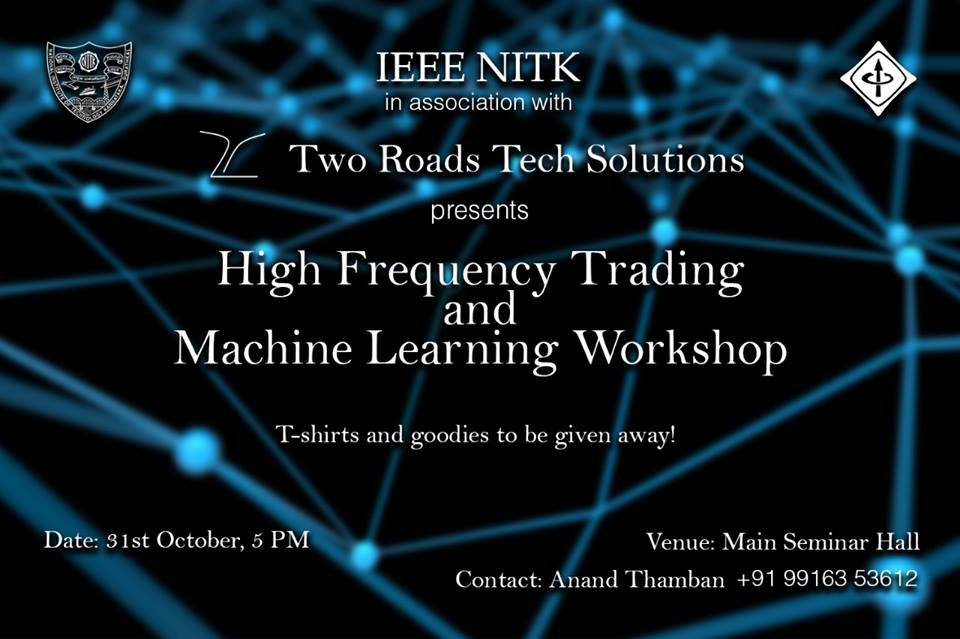 IEEE NITK
in association with
Two Roads Tech Solutions
presents
High Frequency Trading
and
Machine Learning Workshop
T-shirts and goodies to be given away!
Date: 31st October, 5 PM
Venue: Main Seminar Hall
Contact: Anand Thamban +91 99163 53612